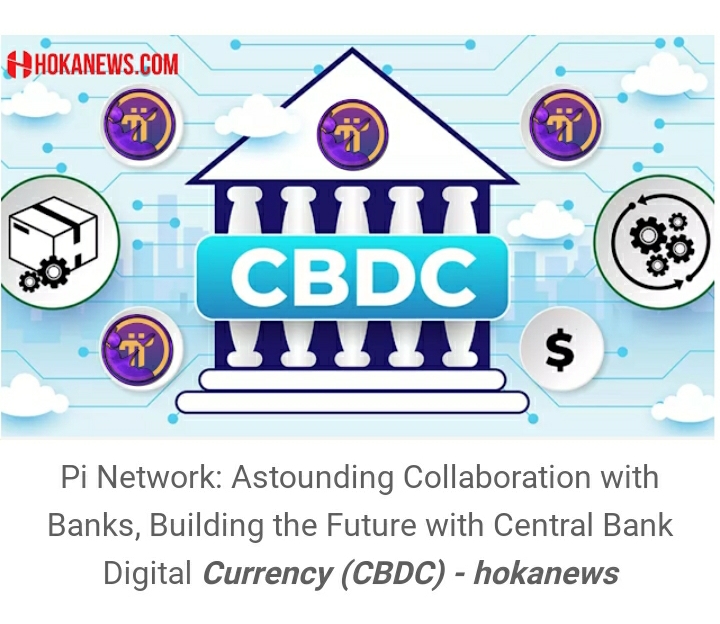 HOKANEWS.COM
CBDC
$
Pi Network: Astounding Collaboration with
Banks, Building the Future with Central Bank
Digital Currency (CBDC) - hokanews